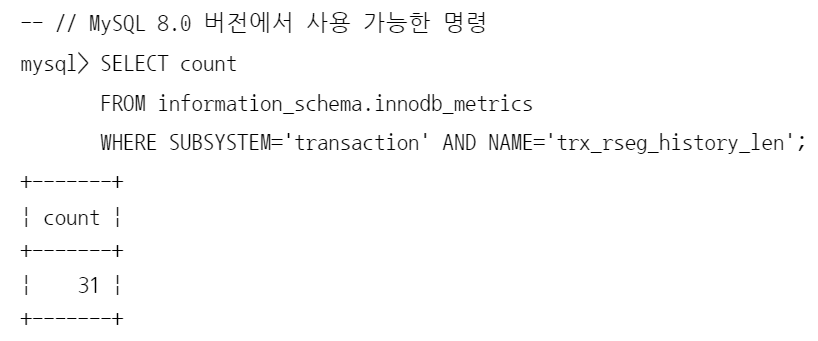 -- // MySQL 8.0 버전에서 사용 가능한 명령
mysql> SELECT count
       FROM information_schema.innodb_metrics
       WHERE SUBSYSTEM='transaction' AND NAME='trx_rseg_history_len';
+-------+
¦ count ¦
+-------+
¦    31 ¦
+-------+